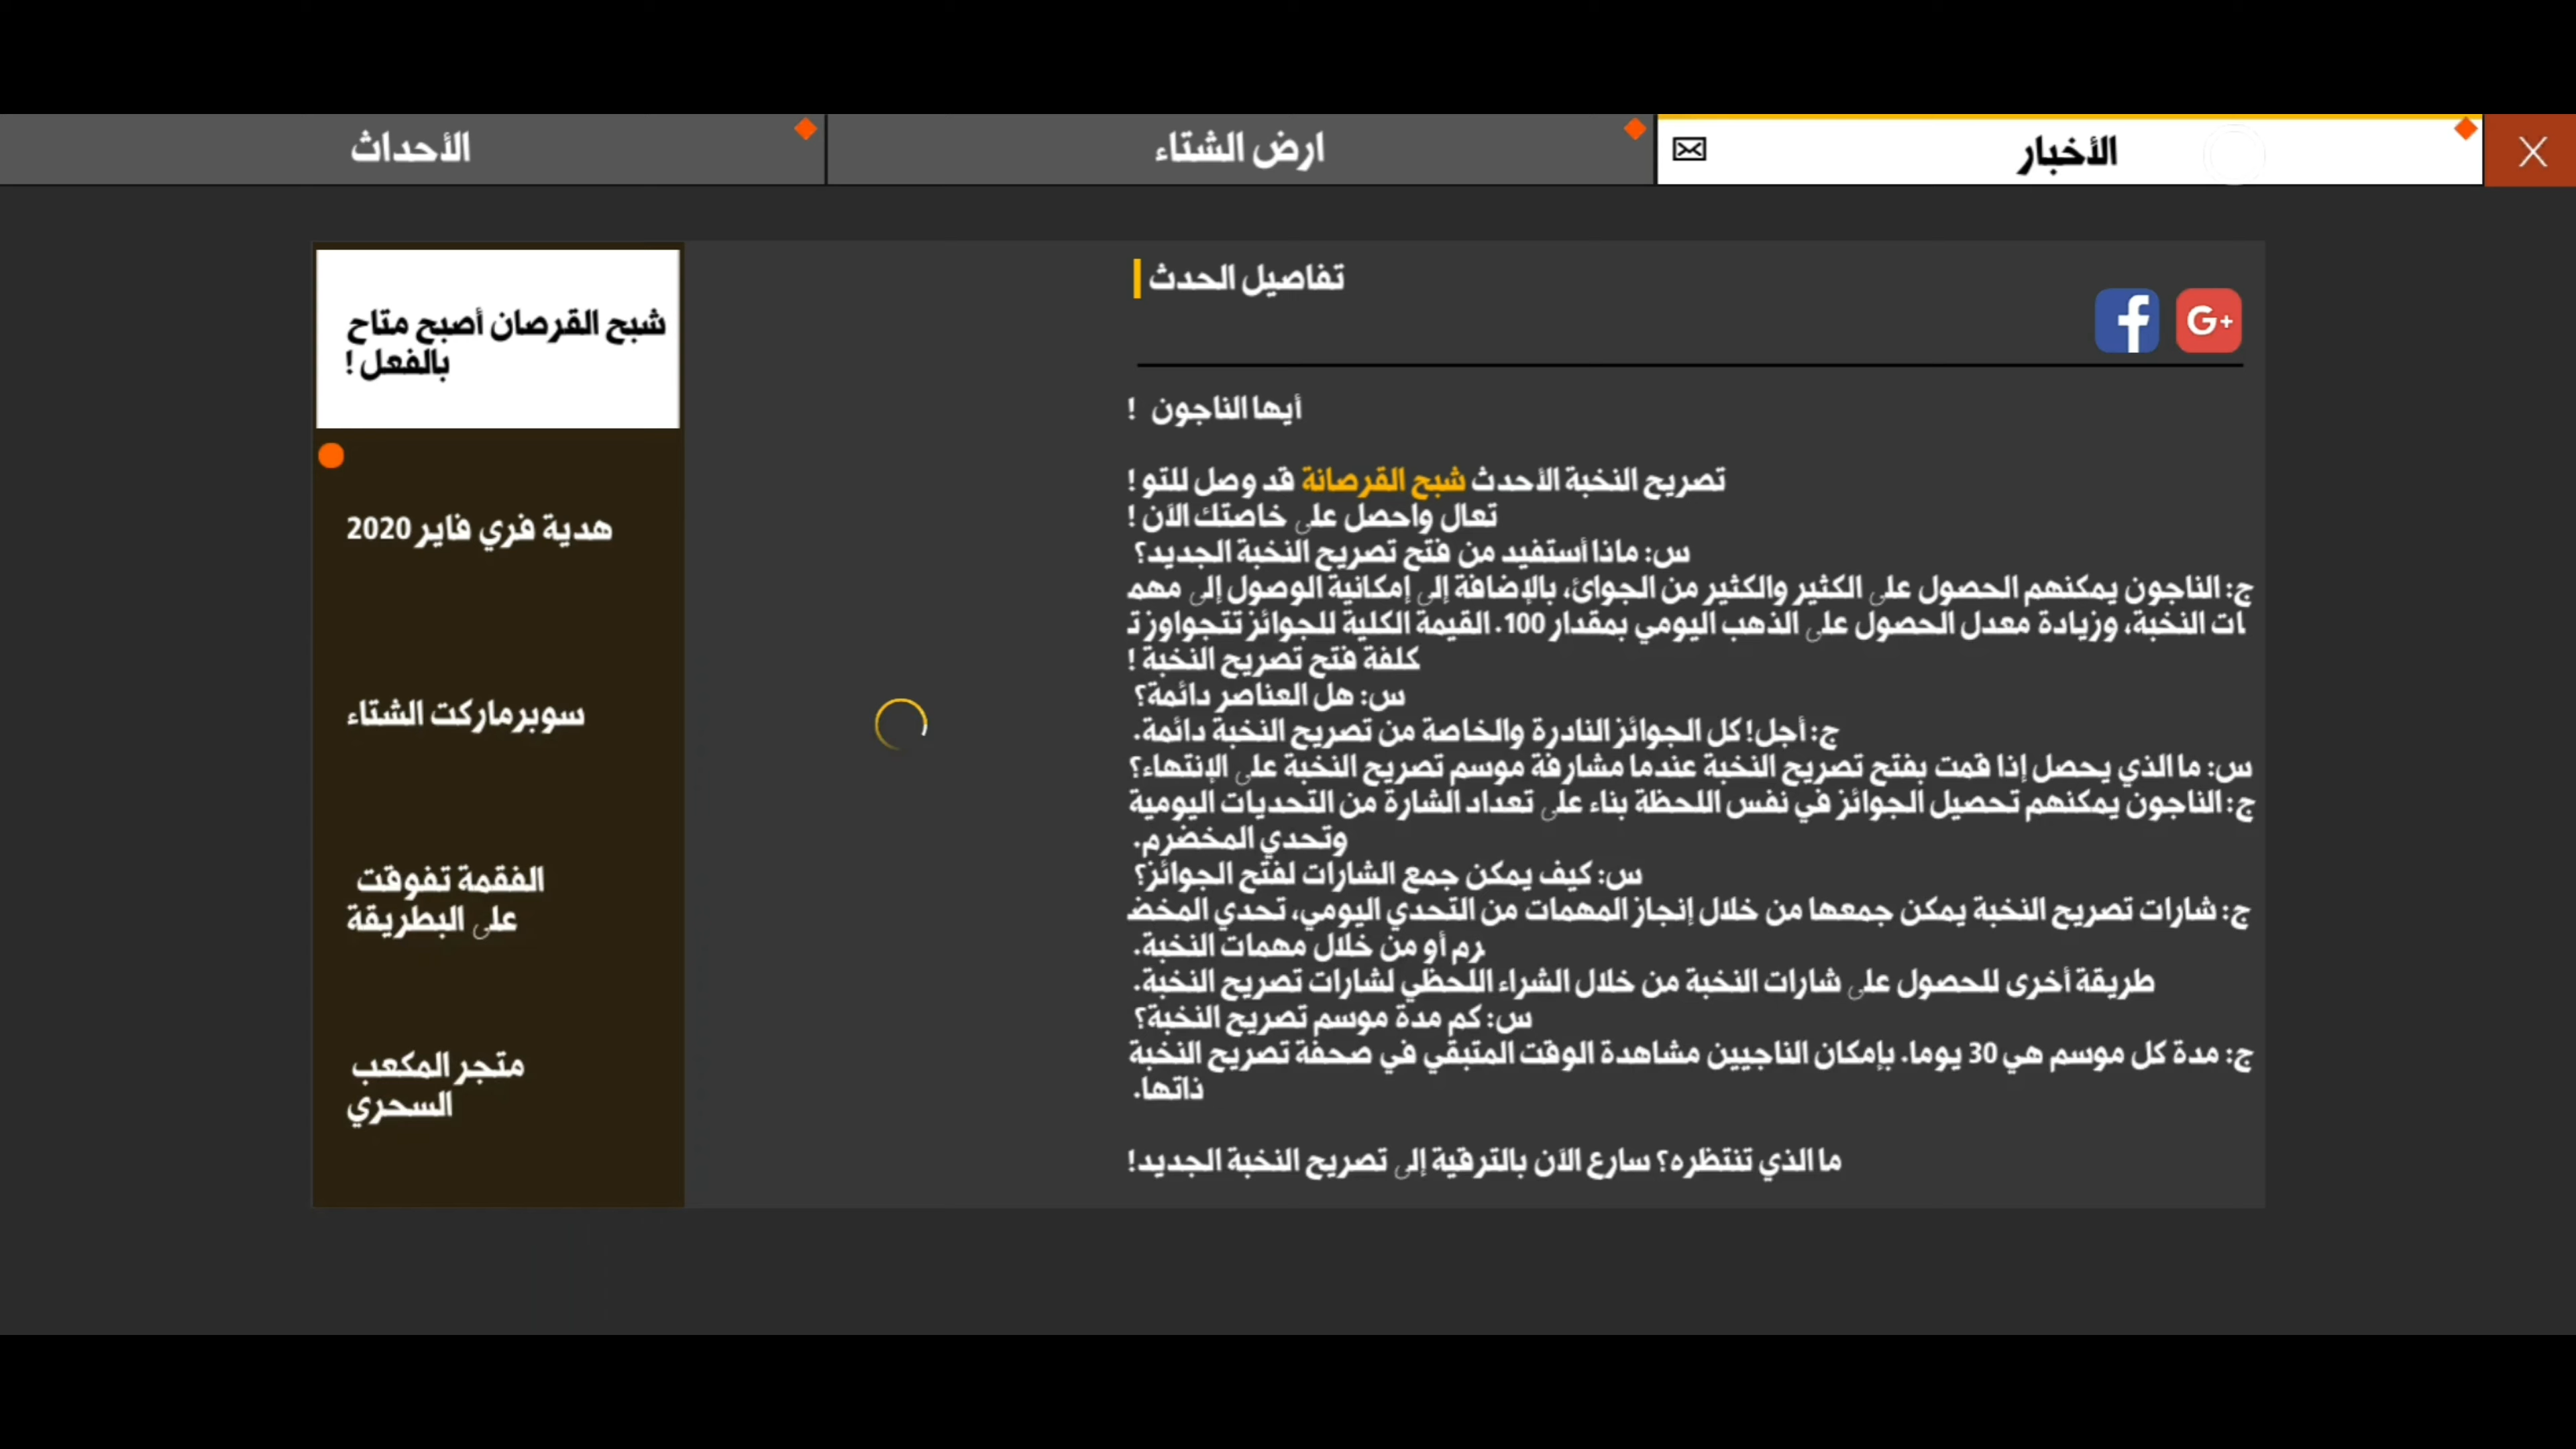 الأخبار
ارض الشتاء
الأحداث
شبح القرصان أصبح متاح
بالفعل !
هدية فري فاير 2020
سوبرماركت الشتاء
الفقمة تفوقت
على البطريقة
متجر المكعب
السحري
تفاصيل الحدث
G+
f
أيها الناجون !
تصريح النخبة الأحدث شبح القرصانة قد وصل للتو !
تعال واحصل على خاصتك الآن !
س: ماذا أستفيد من فتح تصريح النخبة الجديد؟
ج: الناجون يمكنهم الحصول على الكثير والكثير من الجوائ، بالإضافة إلى إمكانية الوصول إلى مهم
ات النخبة، وزيادة معدل الحصول على الذهب اليومي بمقدار 100. القيمة الكلية للجوائز تتجواوز ت
كلفة فتح تصريح النخبة !
س: هل العناصر دائمة؟
ج: أجل! كل الجوائز النادرة والخاصة من تصريح النخبة دائمة.
س: ما الذي يحصل إذا قمت بفتح تصريح النخبة عندما مشارفة موسم تصريح النخبة على الإنتهاء؟
ج: الناجون يمكنهم تحصيل الجوائز في نفس اللحظة بناء على تعداد الشارة من التحديات اليومية
وتحدي المخضرم.
س: كيف يمكن جمع الشارات لفتح الجوائز؟
ج: شارات تصريح النخبة يمكن جمعها من خلال إنجاز المهمات من التحدي اليومي، تحدي المخض
رم أو من خلال مهمات النخبة.
طريقة أخرى للحصول على شارات النخبة من خلال الشراء اللحظي لشارات تصريح النخبة.
س: كم مدة موسم تصريح النخبة؟
ج: مدة كل موسم هي 30 يوما. بإمكان الناجيين مشاهدة الوقت المتبقي في صحفة تصريح النخبة
ذاتها.
ما الذي تنتظره؟ سارع الآن بالترقية إلى تصريح النخبة الجديد!